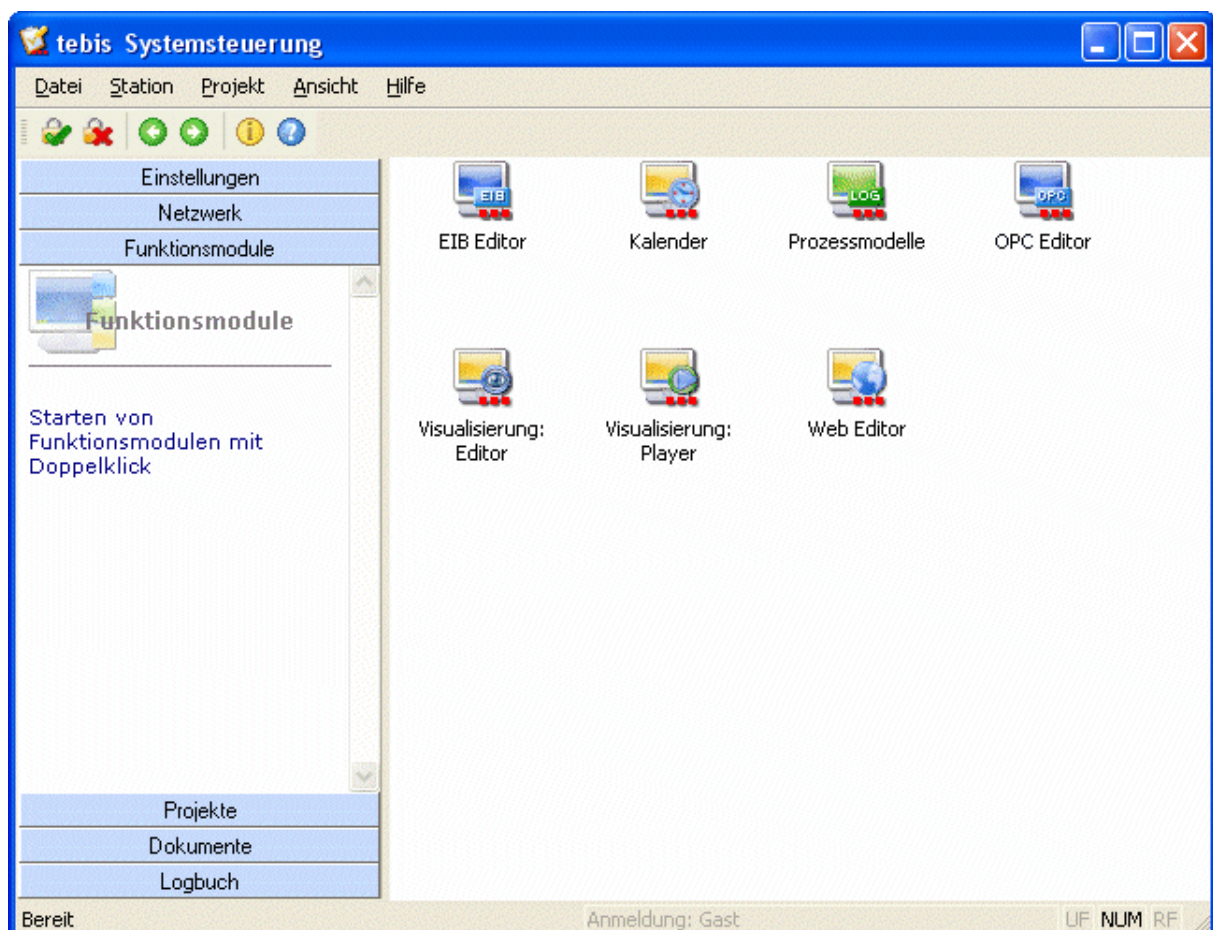 tebis Systemsteuerung
Datei Station Projekt Ansicht Hilfe
Einstellungen
Netzwerk
Funktionsmodule
Funktionsmodule
Starten von
Funktionsmodulen mit
Doppelklick
Projekte
Dokumente
Logbuch
EIB
EIB Editor
Kalender
LOG
Prozessmodelle
OPC
OPC Editor
Visualisierung:
Editor
Visualisierung:
Player
Web Editor
Bereit
Anmeldung: Gast
UF NUM RF